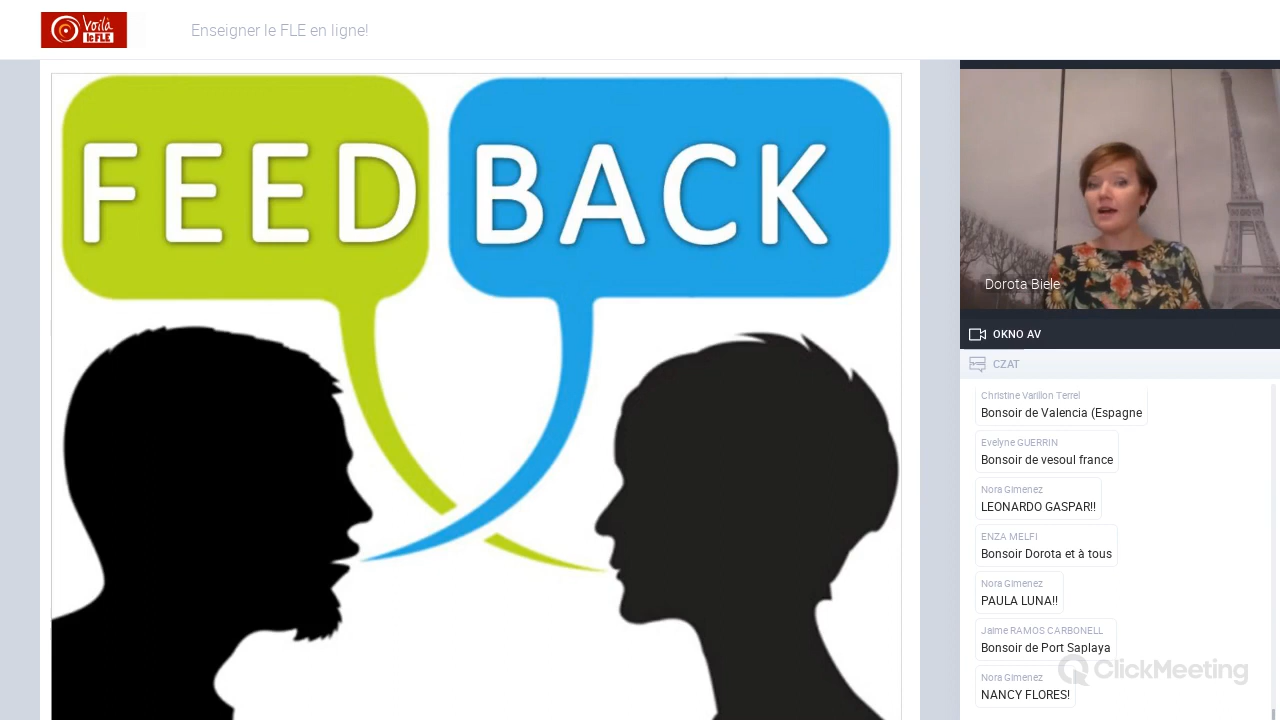 Voilà
le FLE
Enseigner le FLE en ligne!
FEEDBACK
Dorota Biele
OKNO AV
CZAT
Christine Varillon Terrel
Bonsoir de Valencia (Espagne
Evelyne GUERRIN
Bonsoir de vesoul france
Nora Gimenez
LEONARDO GASPAR!!
ENZA MELFI
Bonsoir Dorota et à tous
Nora Gimenez
PAULA LUNA!!
Jaime RAMOS CARBONELL
Bonsoir de Port Saplaya
Nora Gimenez
NANCY FLORES!
ClickMeeting